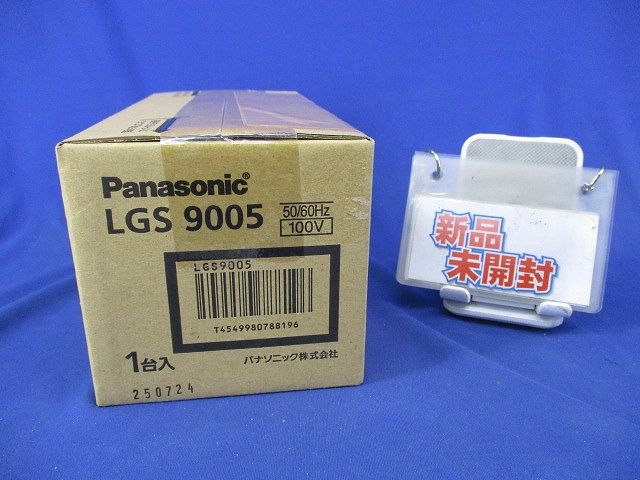 Panasonic®
LGS 9005
50/60Hz
100V
LGS9005
T4549980788196
1台入
パナソニック株式会社
250724
新品
未開封